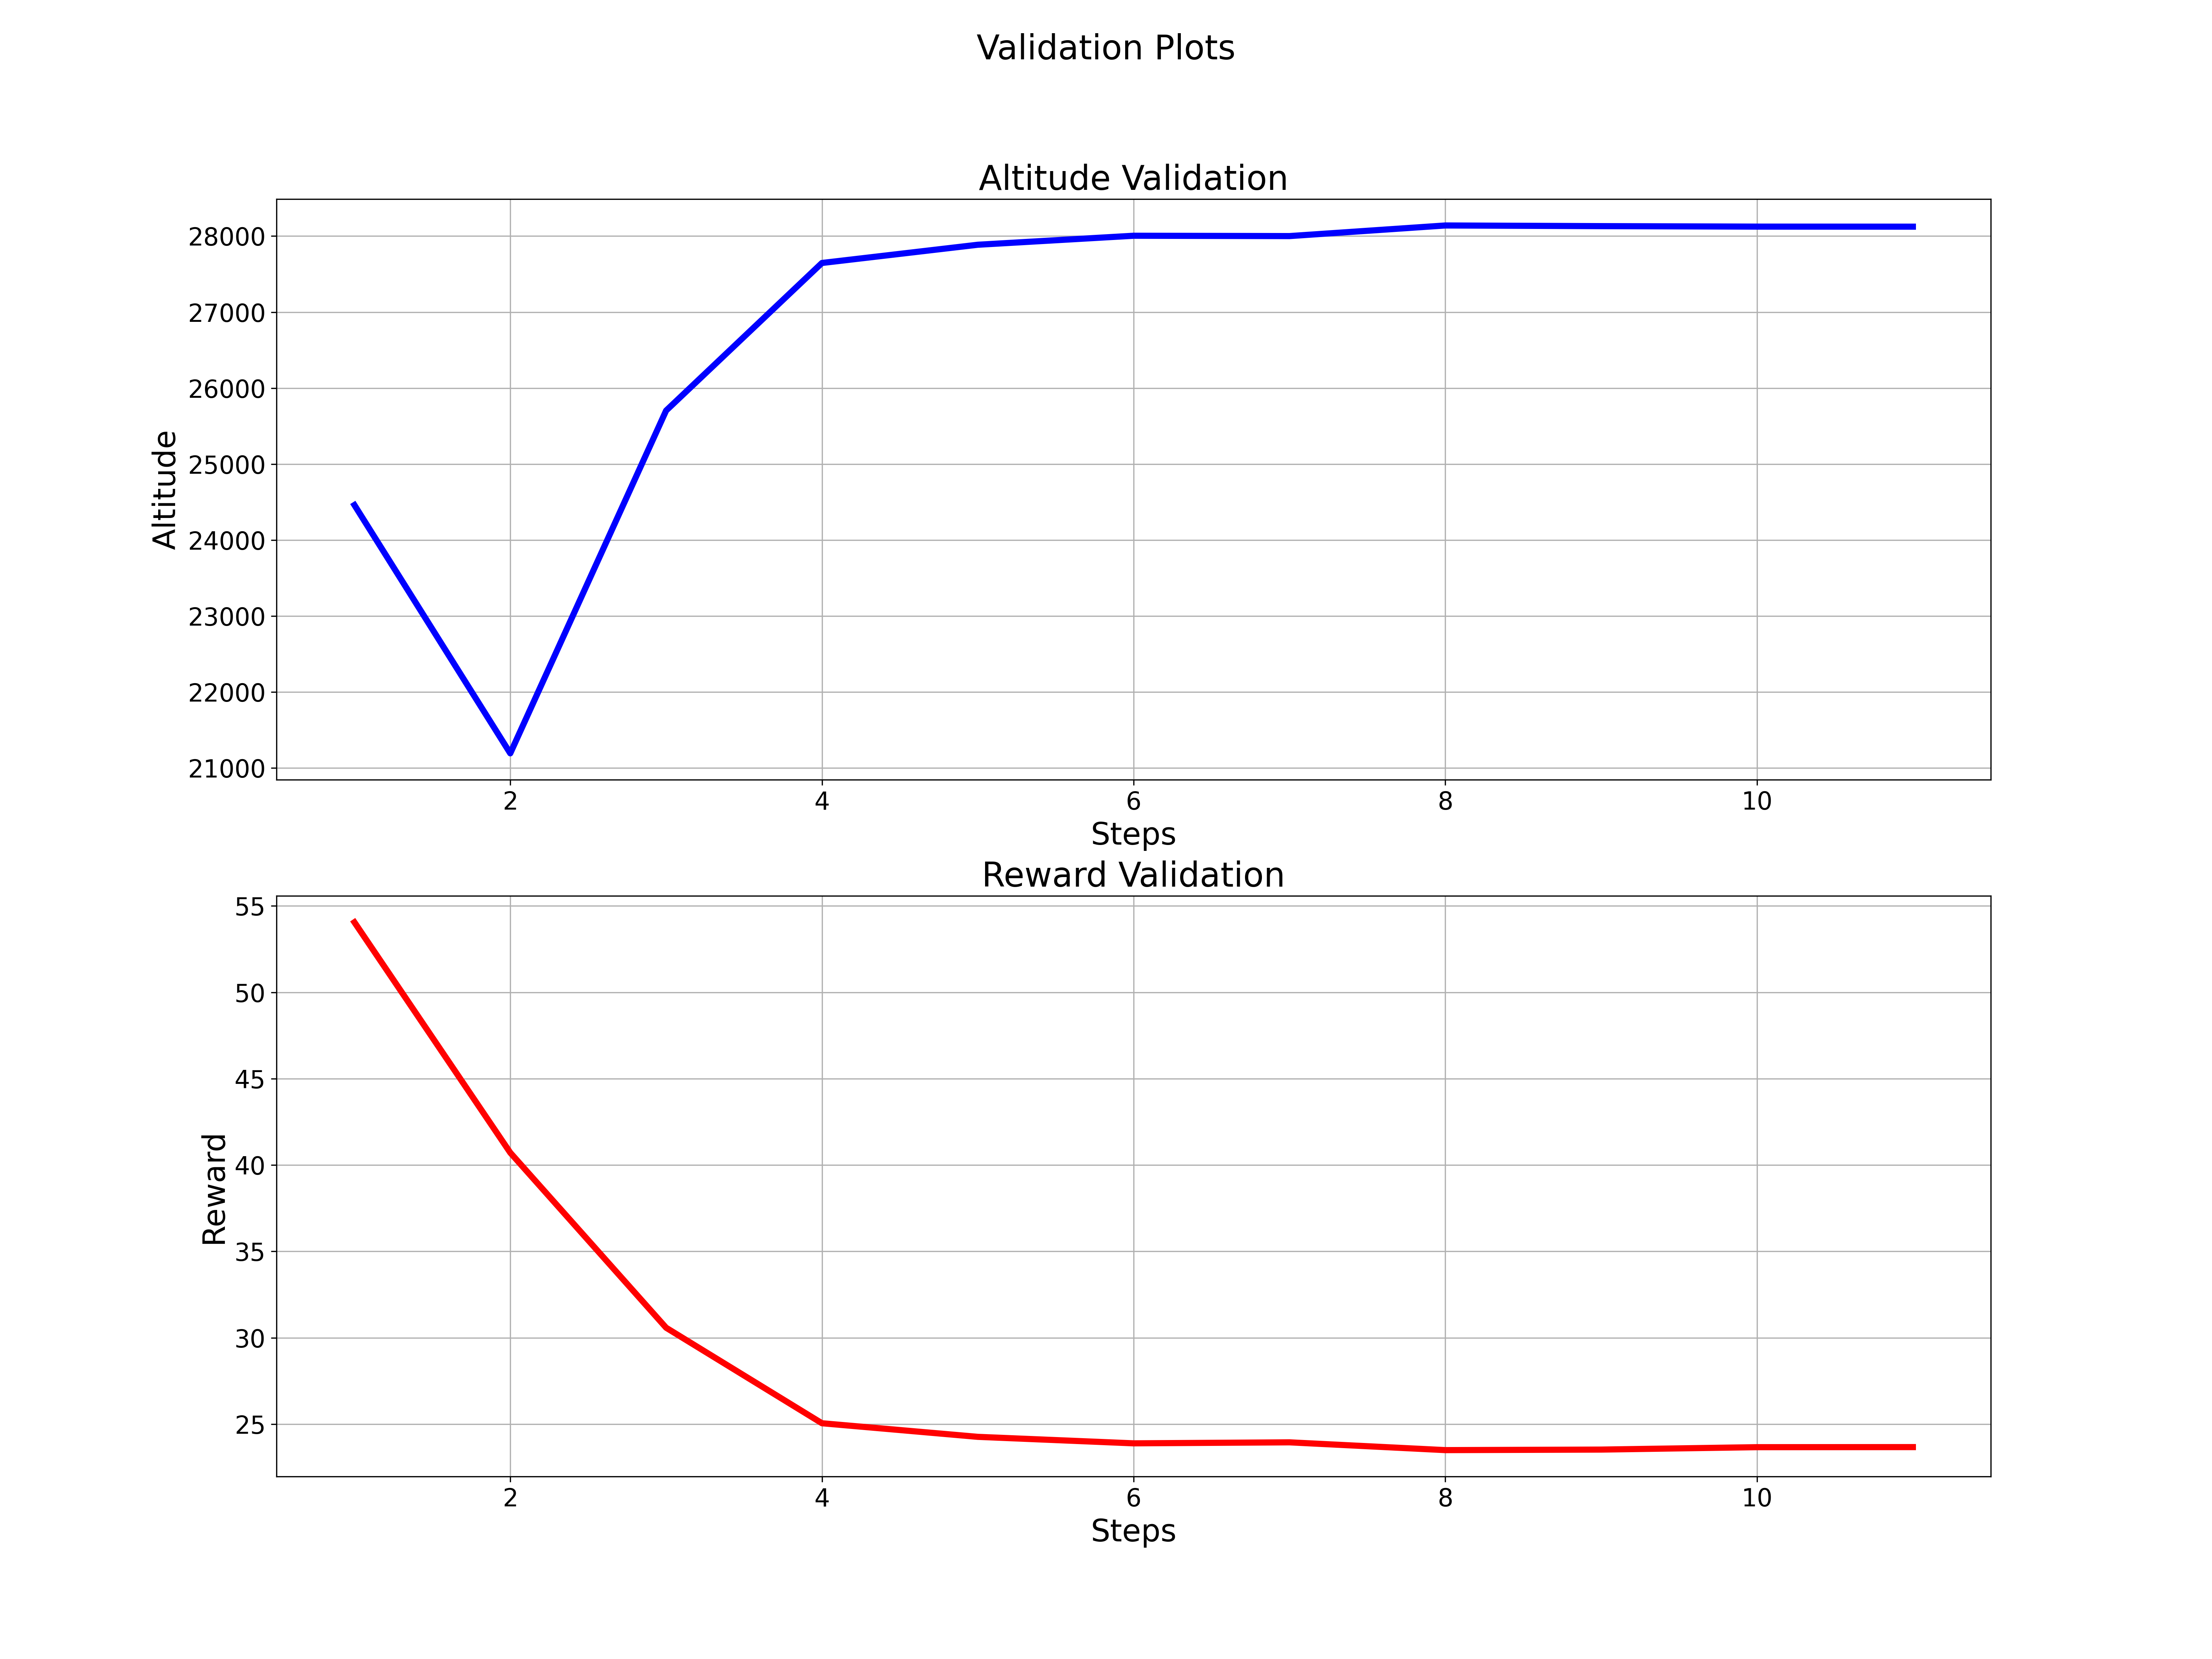 Validation Plots
Altitude Validation
28000
27000
26000
25000
24000
23000
22000
21000
Altitude
2 4 6 8 10
Steps
Reward Validation
55
50
45
40
35
30
25
Reward
2 4 6 8 10
Steps